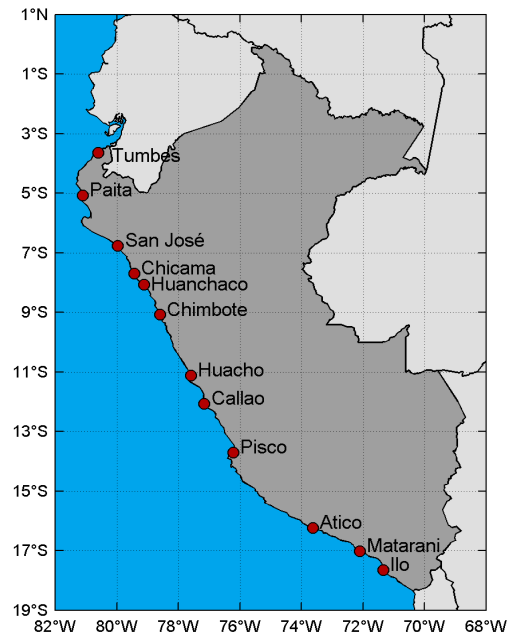 1°N
1°S
3°S
Tumbes
5°S
Paita
San José
7°S
Chicama
Huanchaco
9°S
Chimbote
11°S
Huacho
Callao
13°S
Pisco
15°S
Atico
Matarani
17°S
Ilo
19°S
82°W 80°W 78°W 76°W 74°W 72°W 70°W 68°W